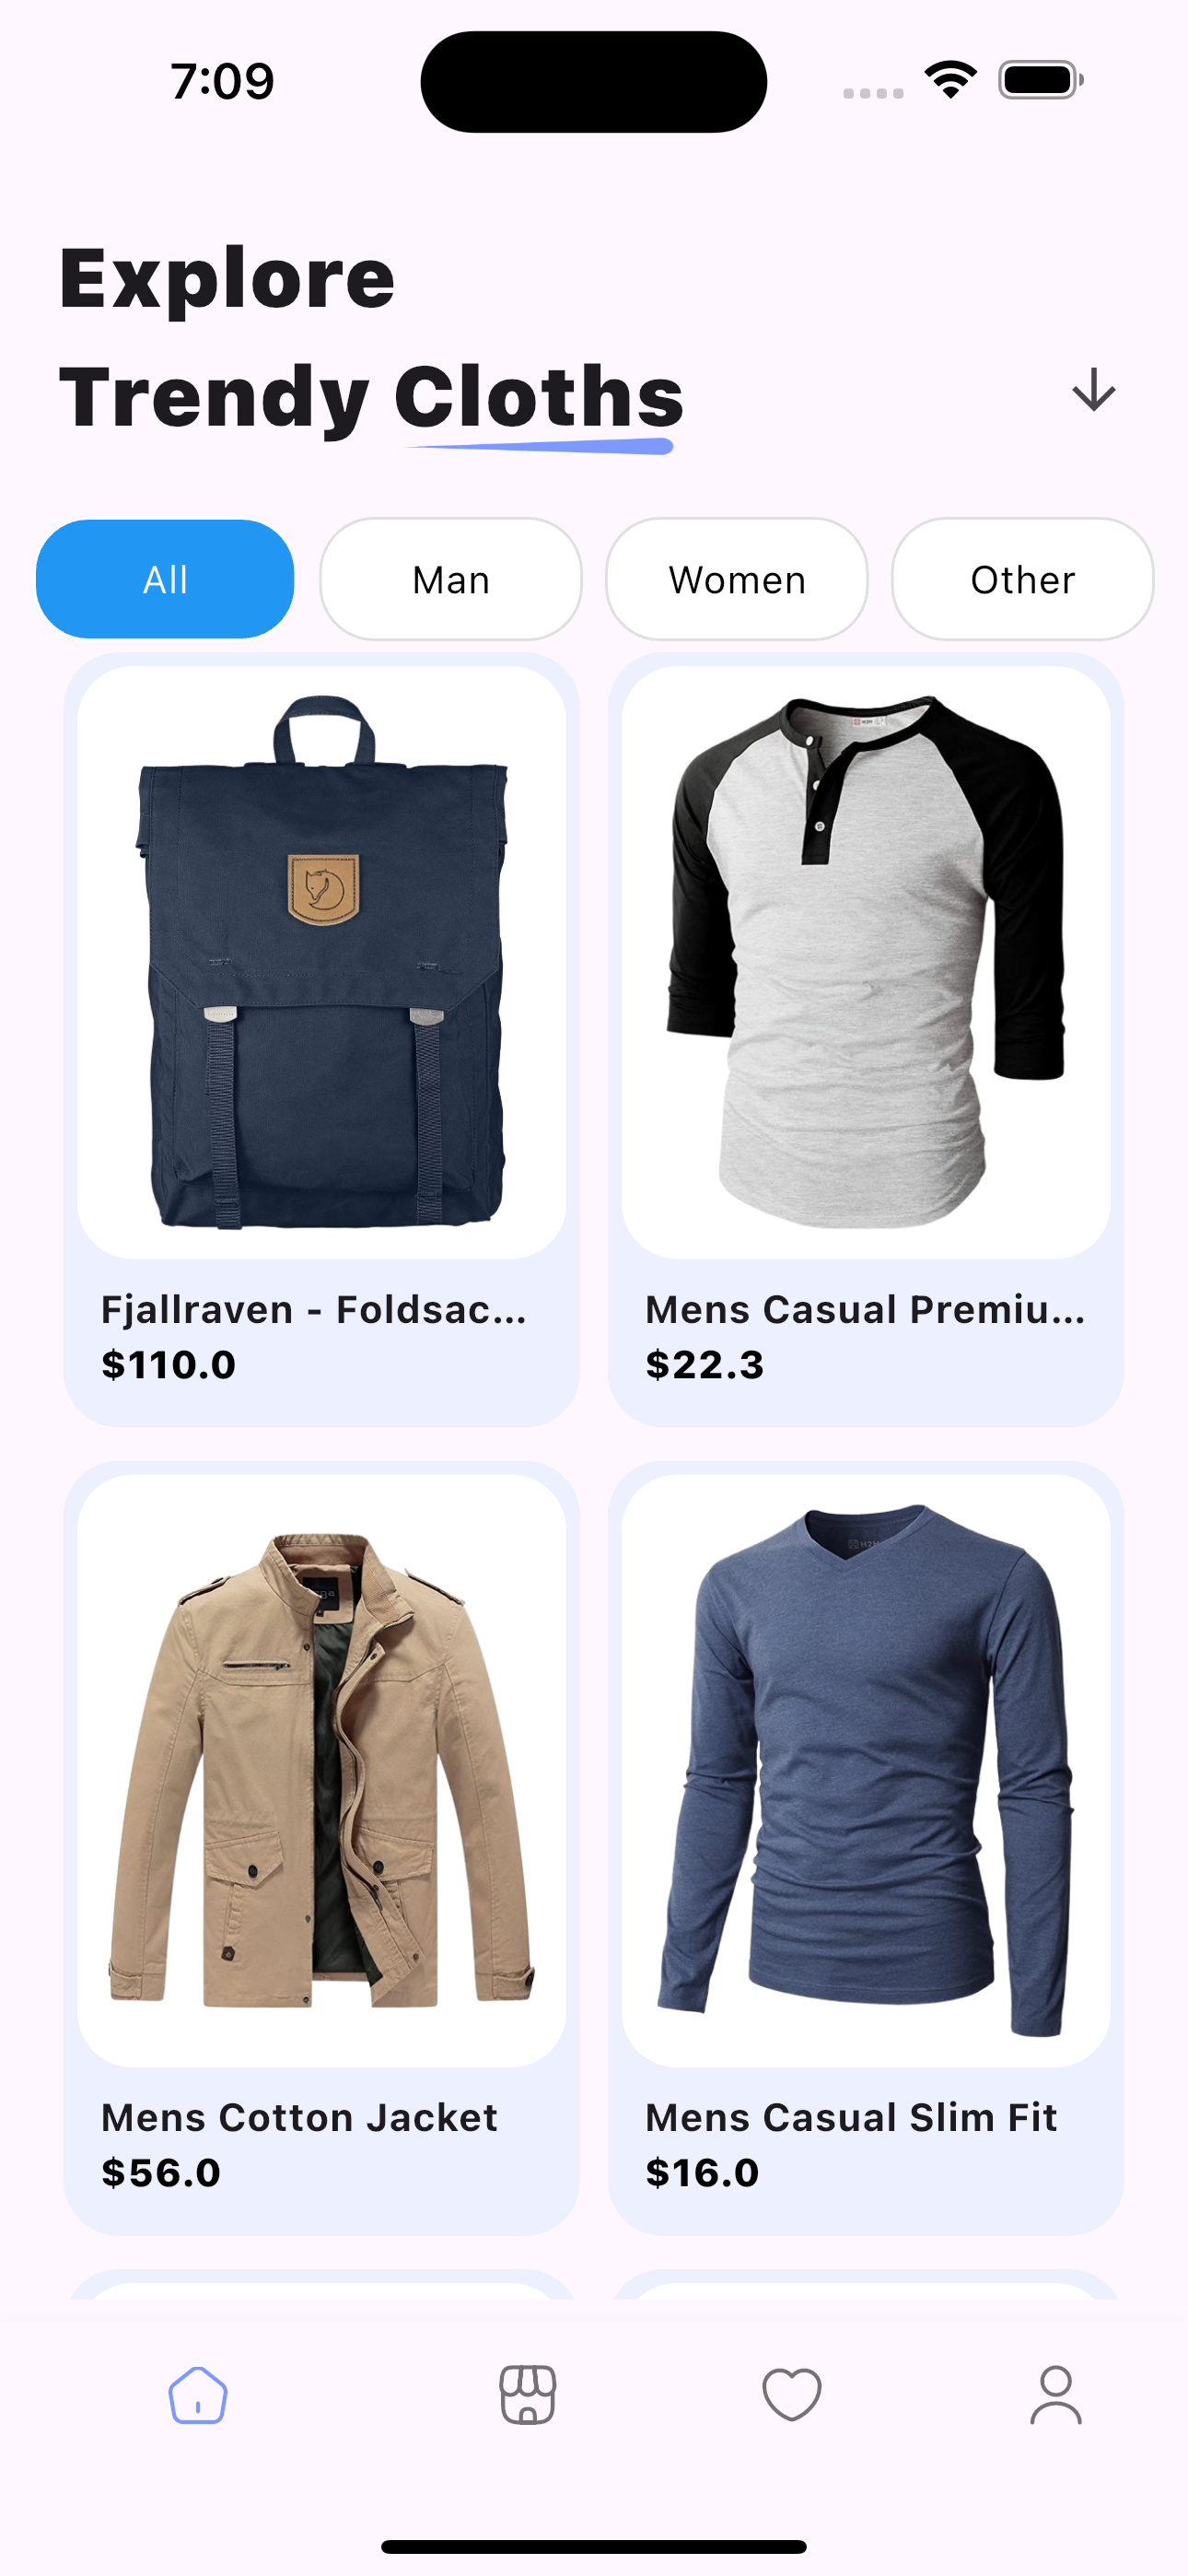 7:09
Explore
Trendy Cloths
All
Man
Women
Other
Fjallraven - Foldsac...
$110.0
Mens Casual Premiu...
$22.3
Mens Cotton Jacket
$56.0
Mens Casual Slim Fit
$16.0